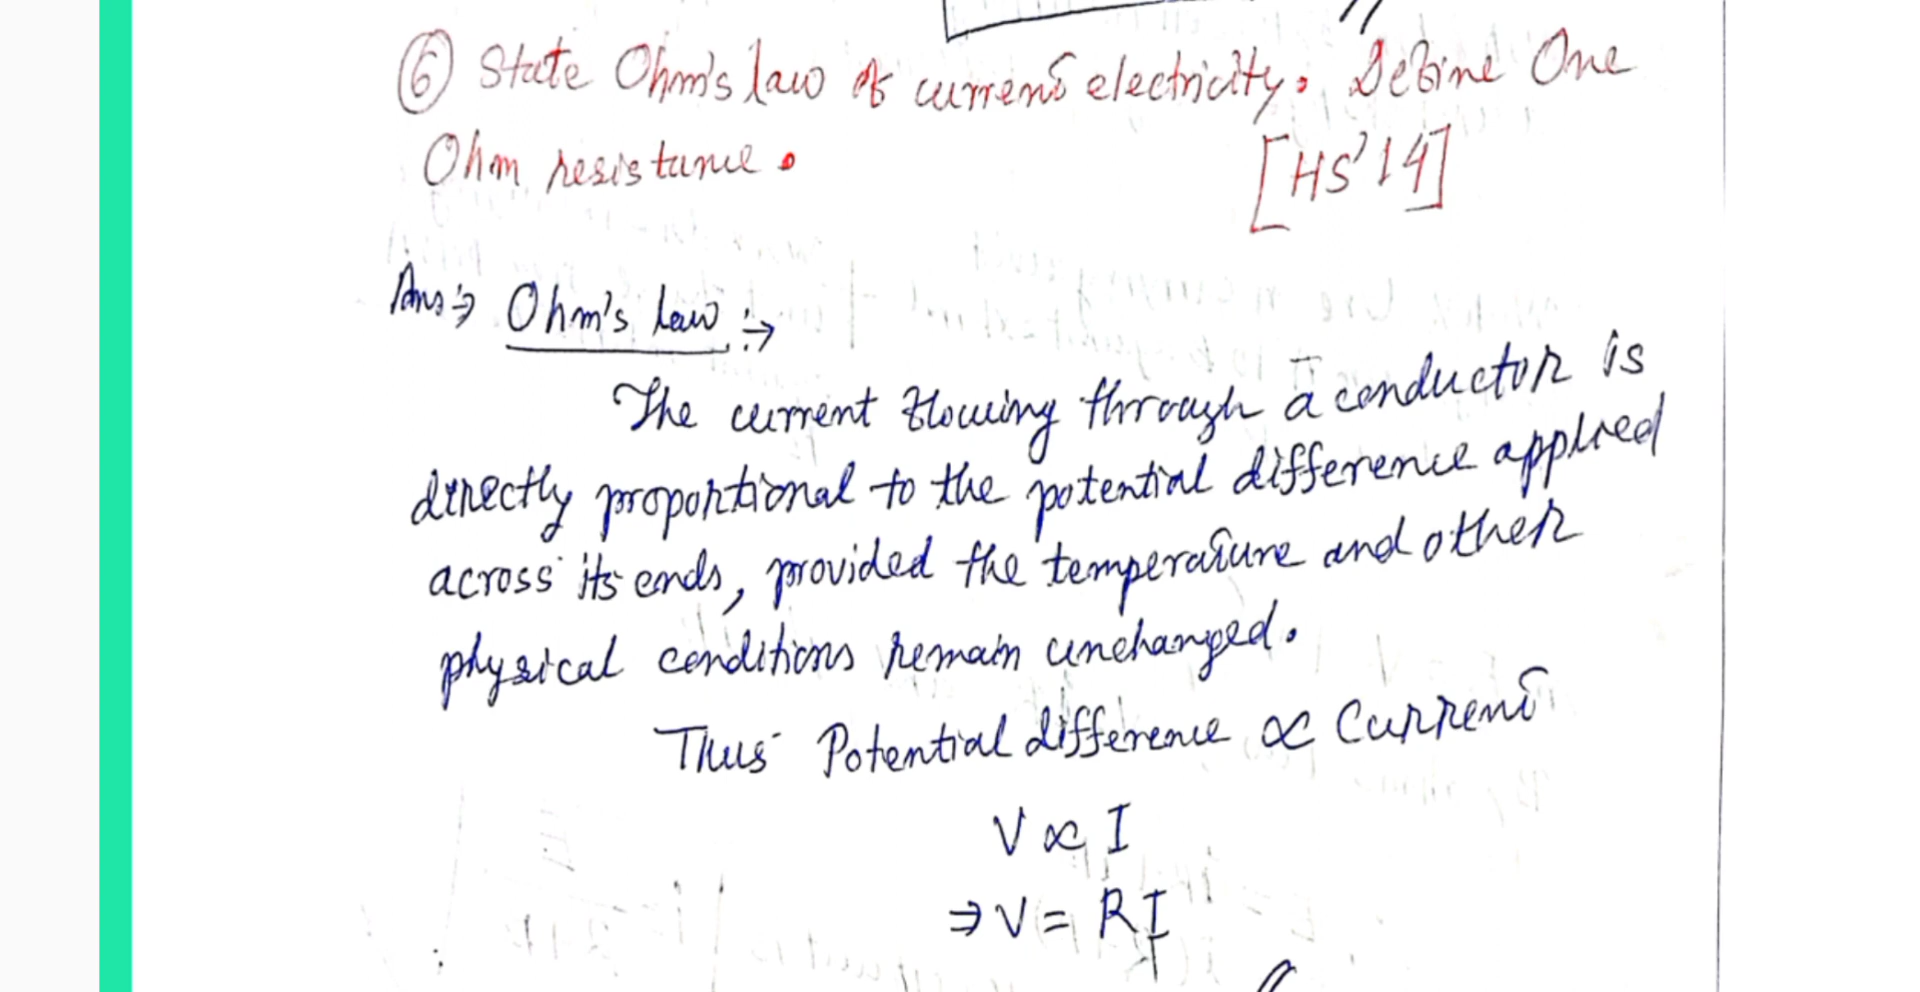 ⑥ State Ohm's law of current electricity. Define One
Ohm resistance.
[HS'14]
Ans:⇒ Ohm's law :→
The current flowing through a conductor is
directly proportional to the potential difference applied
across its ends, provided the temperature and other
physical conditions remain unchanged.
Thus Potential difference ∝ Current
V ∝ I
⇒ V = RI